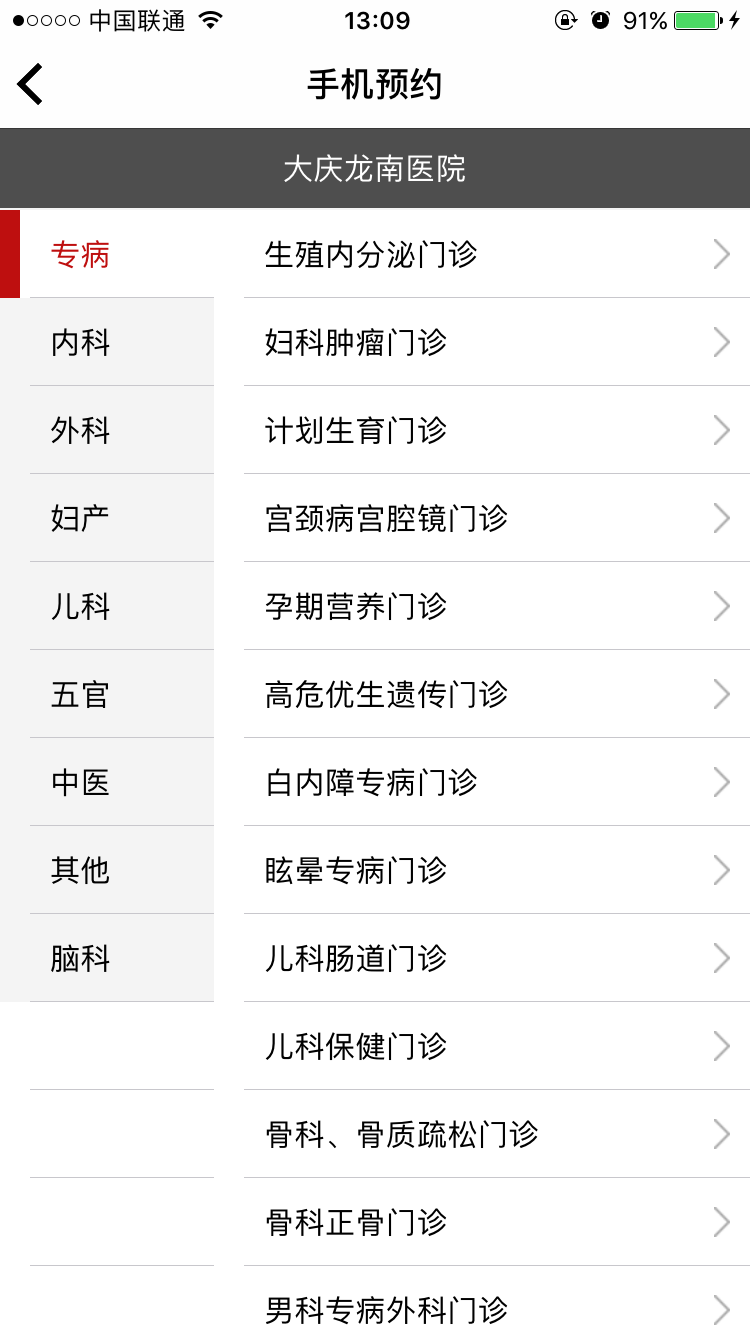 中国联通 13:09 91%
手机预约
大庆龙南医院
专病
内科
外科
妇产
儿科
五官
中医
其他
脑科
生殖内分泌门诊
妇科肿瘤门诊
计划生育门诊
宫颈病宫腔镜门诊
孕期营养门诊
高危优生遗传门诊
白内障专病门诊
眩晕专病门诊
儿科肠道门诊
儿科保健门诊
骨科、骨质疏松门诊
骨科正骨门诊
男科专病外科门诊